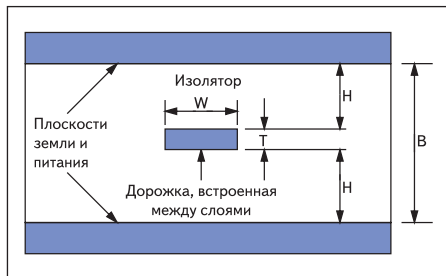 Изолятор
W
H
Плоскости
земли и
питания
T
B
Дорожка, встроенная
между слоями
H